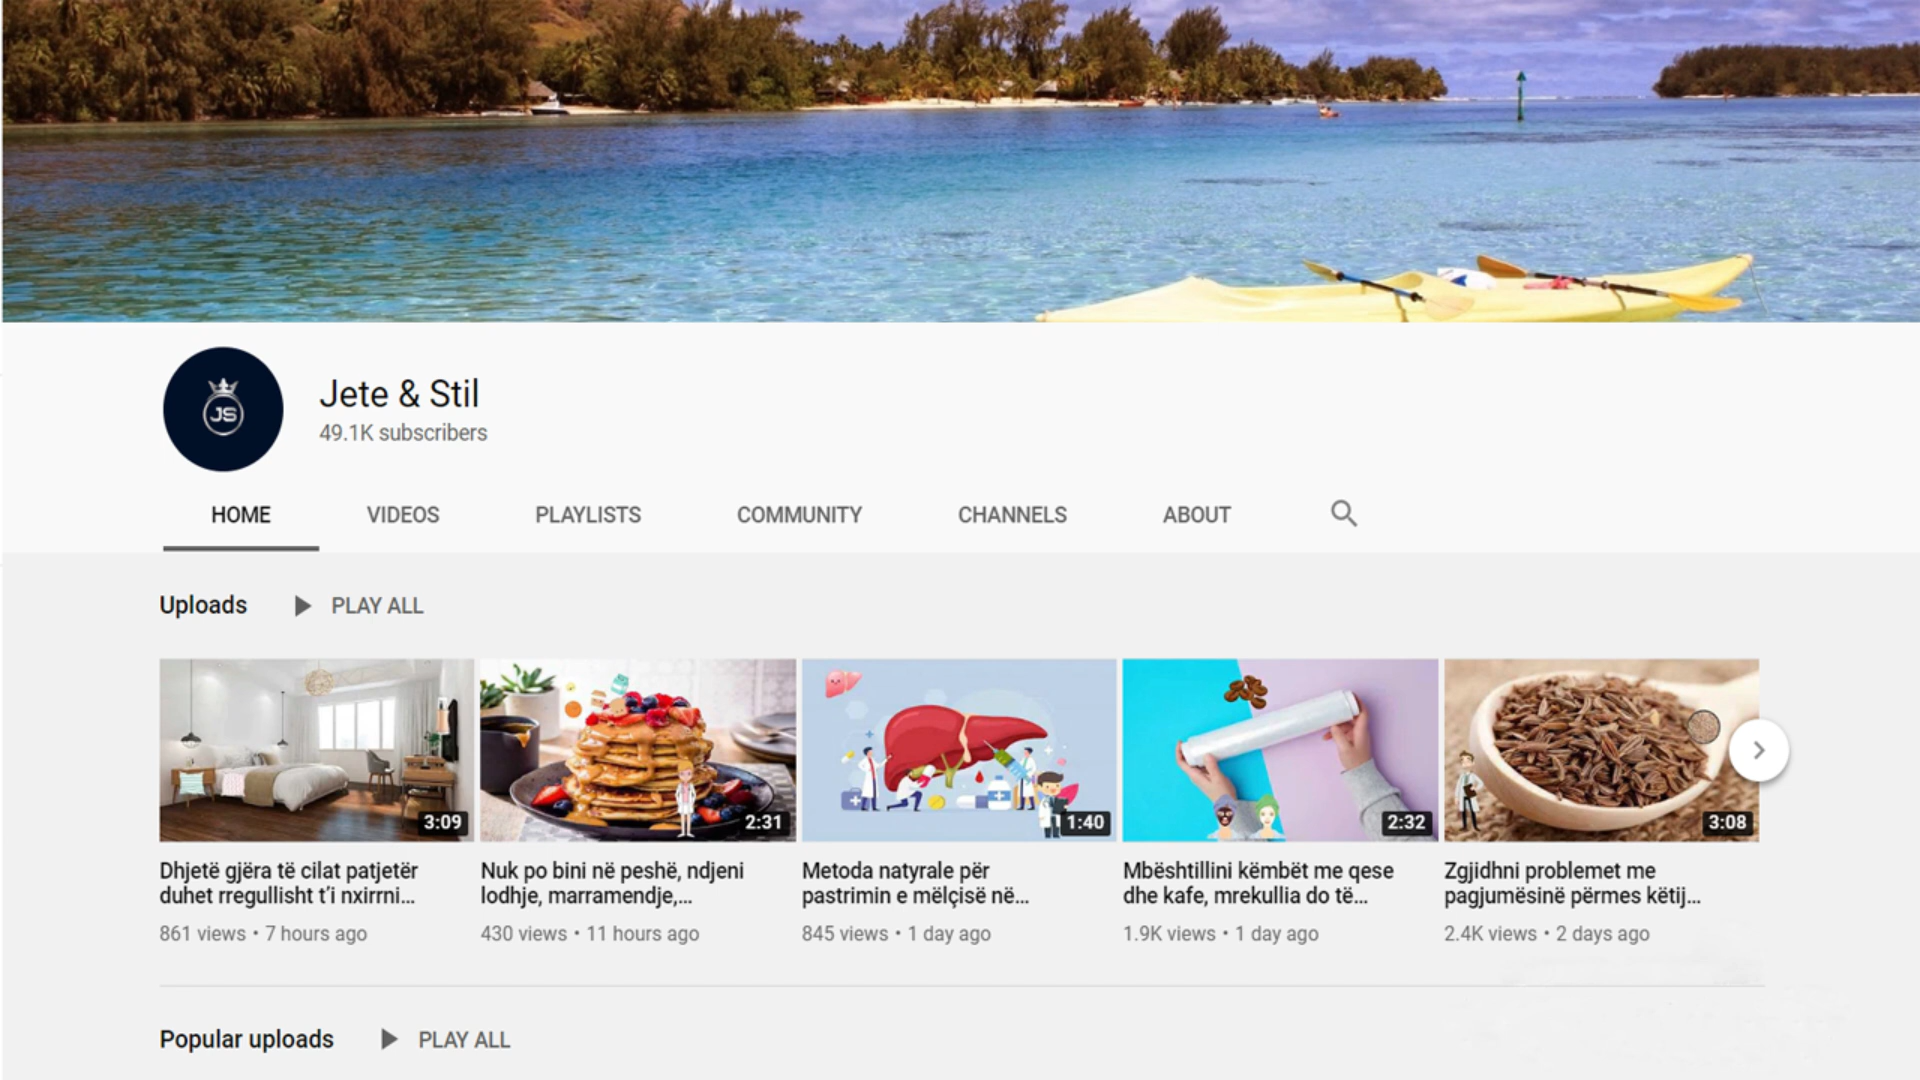 JS
Jete & Stil
49.1K subscribers
HOME VIDEOS PLAYLISTS COMMUNITY CHANNELS ABOUT
Uploads PLAY ALL
3:09
2:31
1:40
2:32
3:08
Dhjetë gjëra të cilat patjetër
duhet rregullisht t'i nxirrni...
861 views • 7 hours ago
Nuk po bini në peshë, ndjeni
lodhje, marramendje,...
430 views • 11 hours ago
Metoda natyrale për
pastrimin e mëlçisë në...
845 views • 1 day ago
Mbështillini këmbët me qese
dhe kafe, mrekullia do të...
1.9K views • 1 day ago
Zgjidhni problemet me
pagjumësinë përmes këtij...
2.4K views • 2 days ago
Popular uploads PLAY ALL